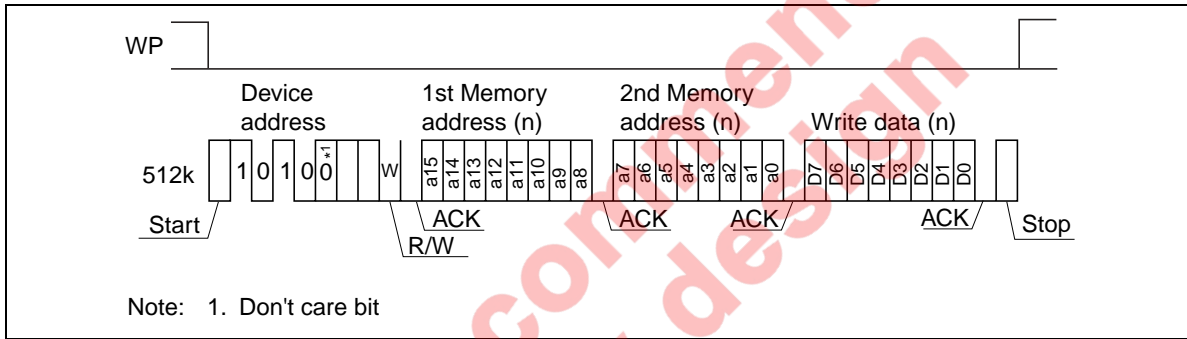 WP
Device
address
1st Memory
address (n)
2nd Memory
address (n)
Write data (n)
512k
1 0 1 0 0 *1 W a15 a14 a13 a12 a11 a10 a9 a8 a7 a6 a5 a4 a3 a2 a1 a0 D7 D6 D5 D4 D3 D2 D1 D0
Start
R/W
ACK
ACK
ACK
ACK
Stop
Note: 1. Don't care bit
design